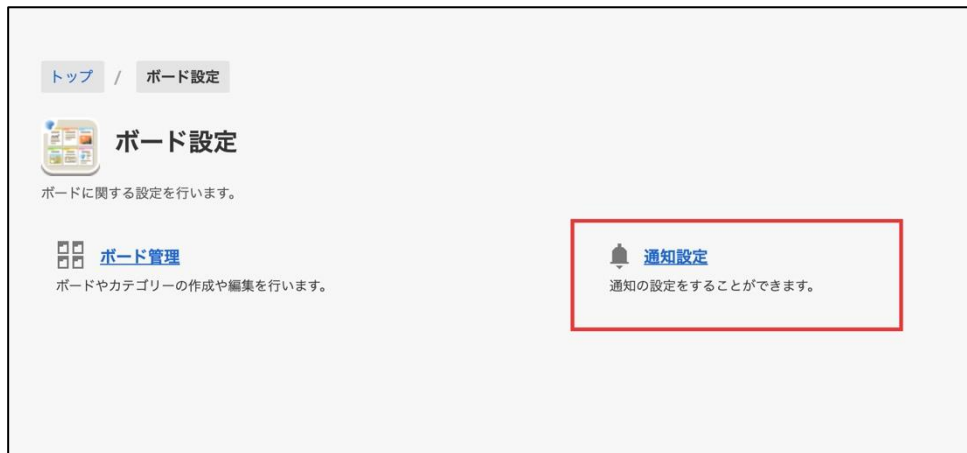 トップ / ボード設定
ボード設定
ボードに関する設定を行います。
ボード管理
ボードやカテゴリーの作成や編集を行います。
通知設定
通知の設定をすることができます。